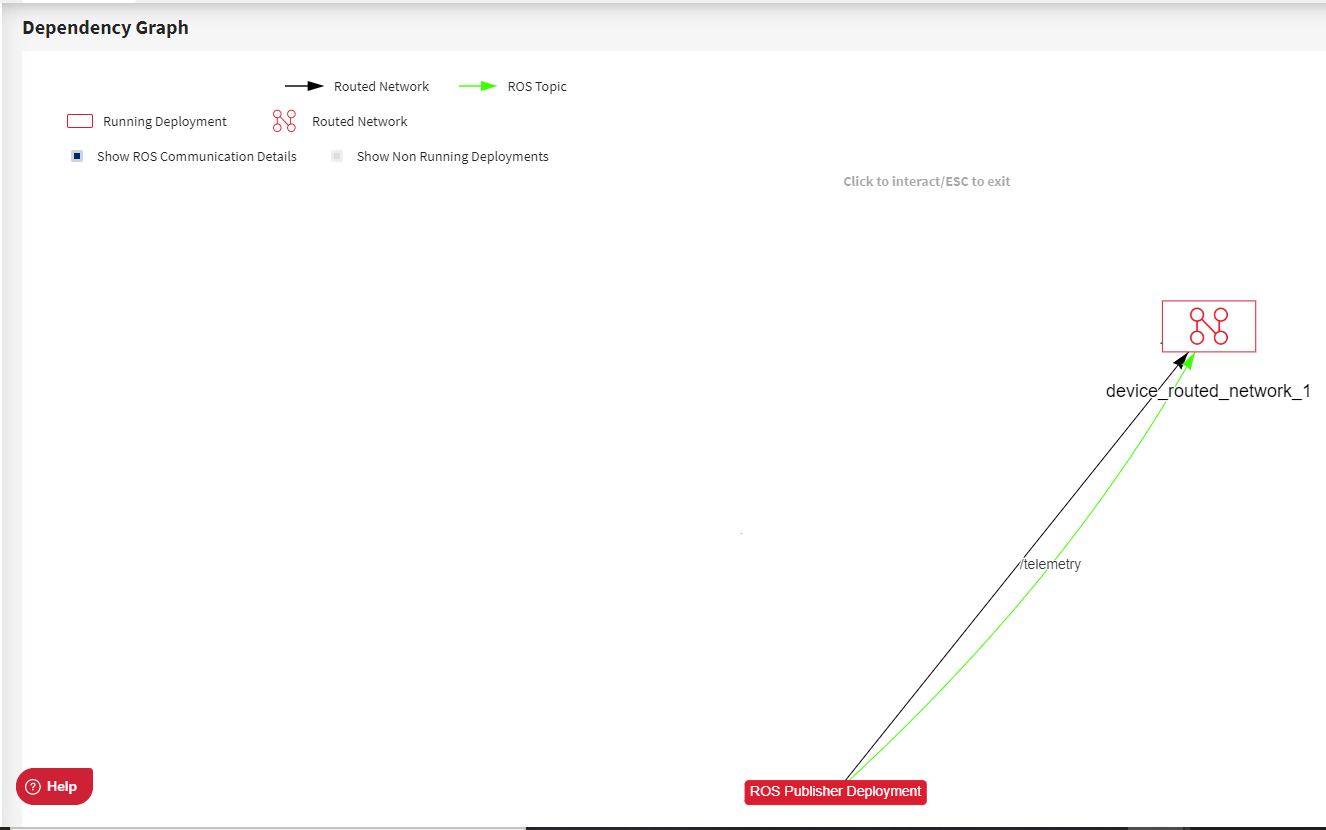 Dependency Graph
Routed Network
ROS Topic
Running Deployment
Routed Network
Show ROS Communication Details
Show Non Running Deployments
Click to interact/ESC to exit
device_routed_network_1
/telemetry
? Help
ROS Publisher Deployment